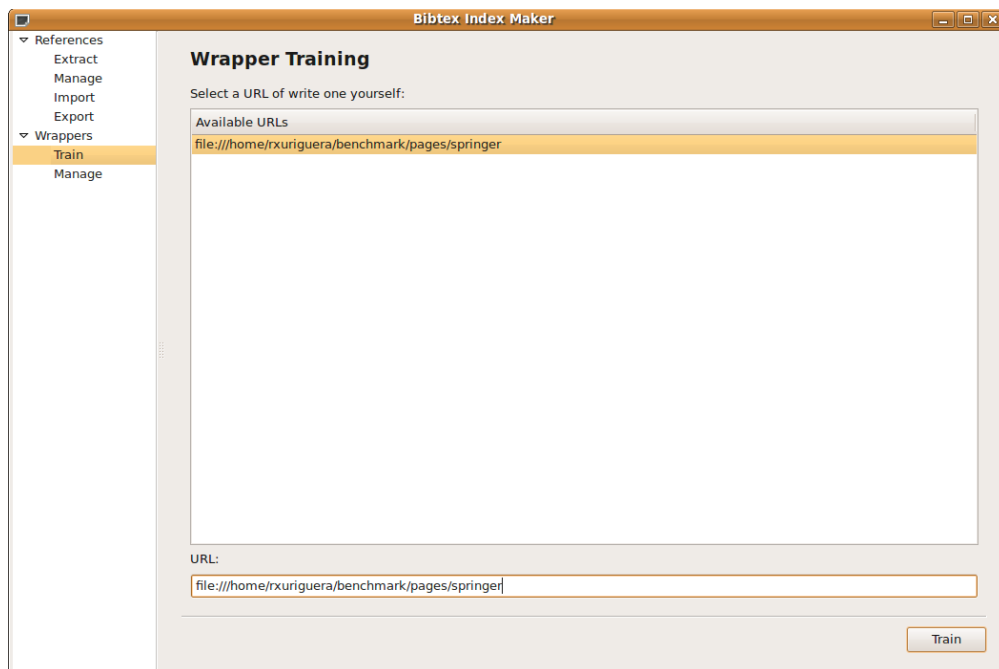 Bibtex Index Maker
References
Extract
Manage
Import
Export
Wrappers
Train
Manage
Wrapper Training
Select a URL of write one yourself:
Available URLs
file:///home/rxuriguera/benchmark/pages/springer
URL:
file:///home/rxuriguera/benchmark/pages/springer
Train